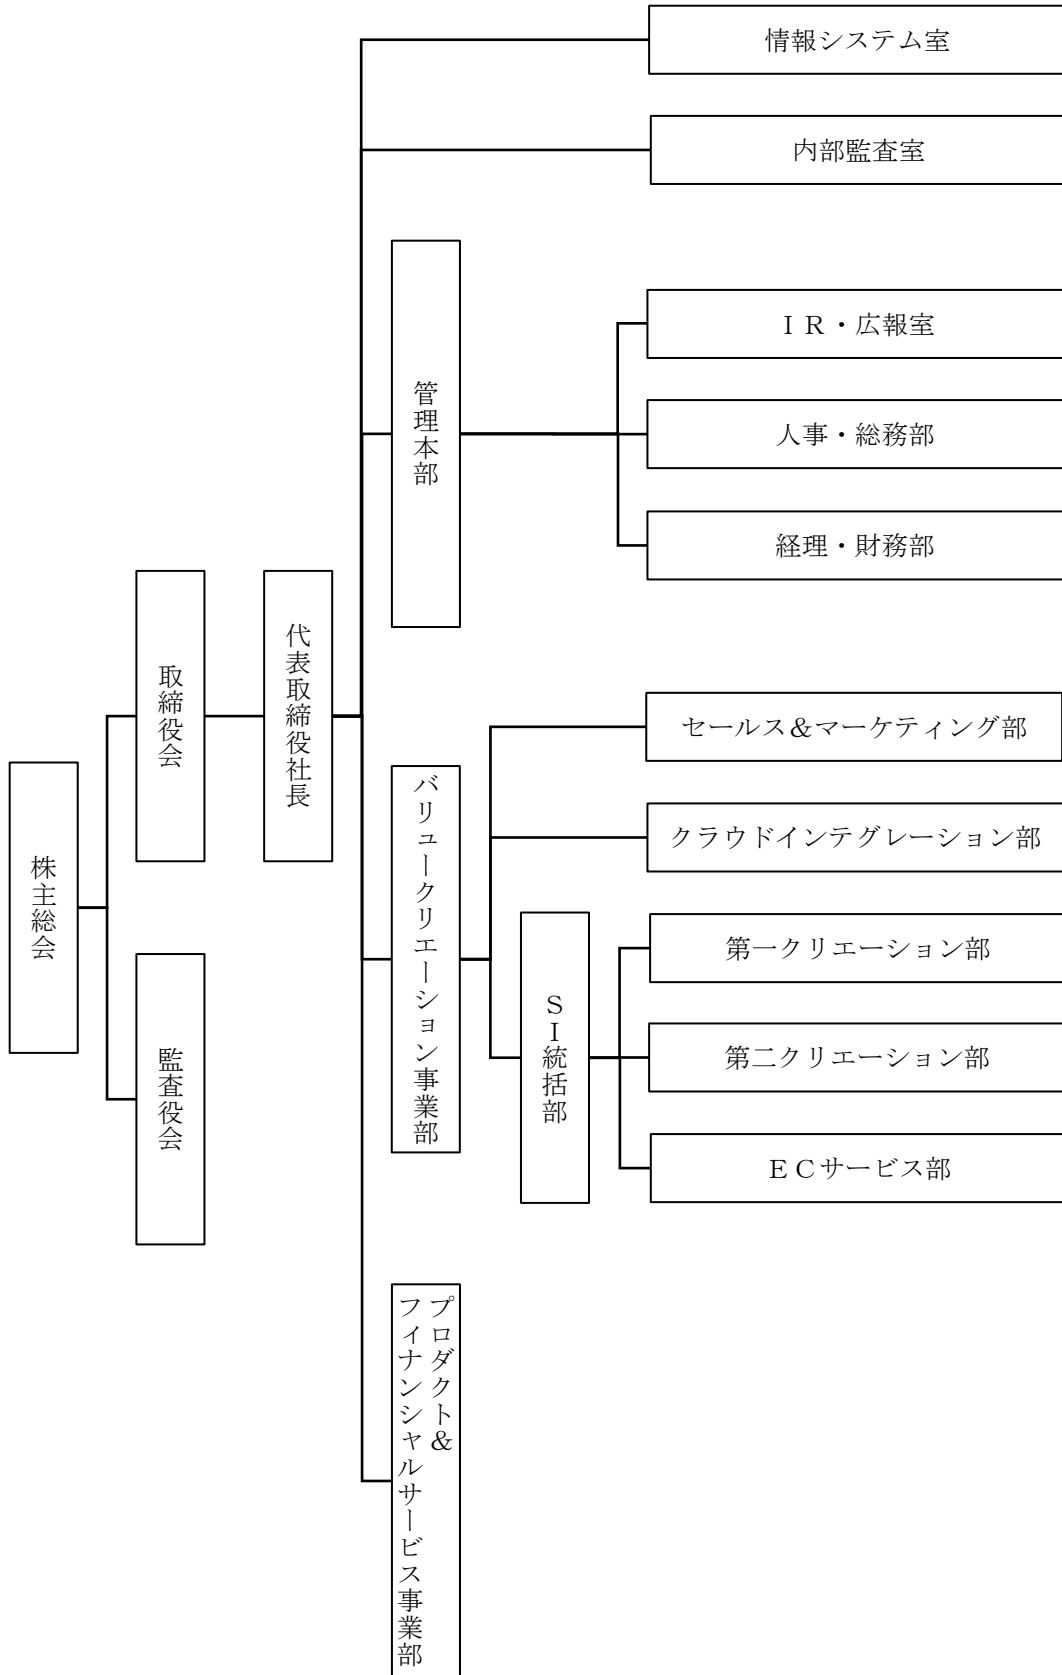 情報システム室
内部監査室
管理本部
ＩＲ・広報室
人事・総務部
経理・財務部
株主総会
取締役会
監査役会
代表取締役社長
バリュークリエーション事業部
セールス＆マーケティング部
クラウドインテグレーション部
ＳＩ統括部
第一クリエーション部
第二クリエーション部
ＥＣサービス部
プロダクト＆
フィナンシャルサービス事業部